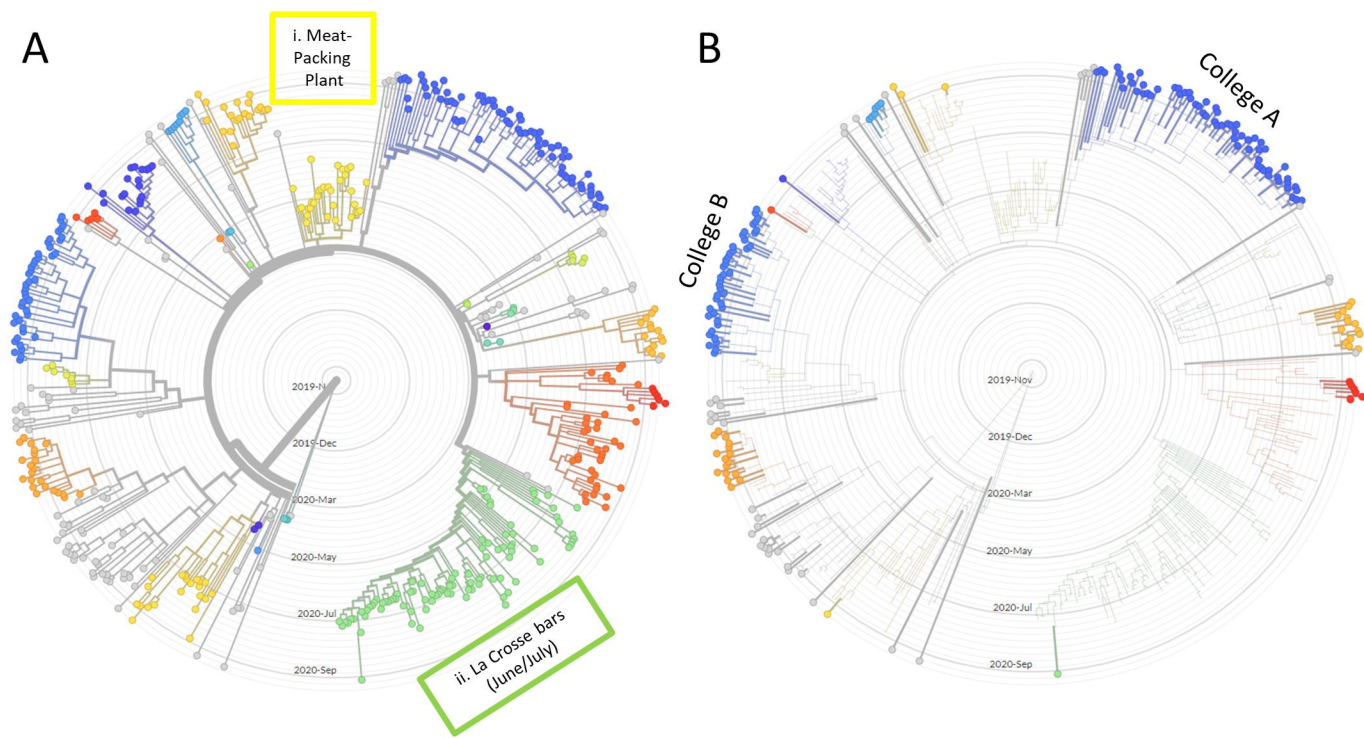 A
i. Meat-
Packing
Plant
2019-N
2019-Dec
2020-Mar
2020-May
2020-Jul
2020-Sep
ii. La Crosse bars
(June/July)
B
College A
College B
2019-Nov
2019-Dec
2020-Mar
2020-May
2020-Jul
2020-Sep